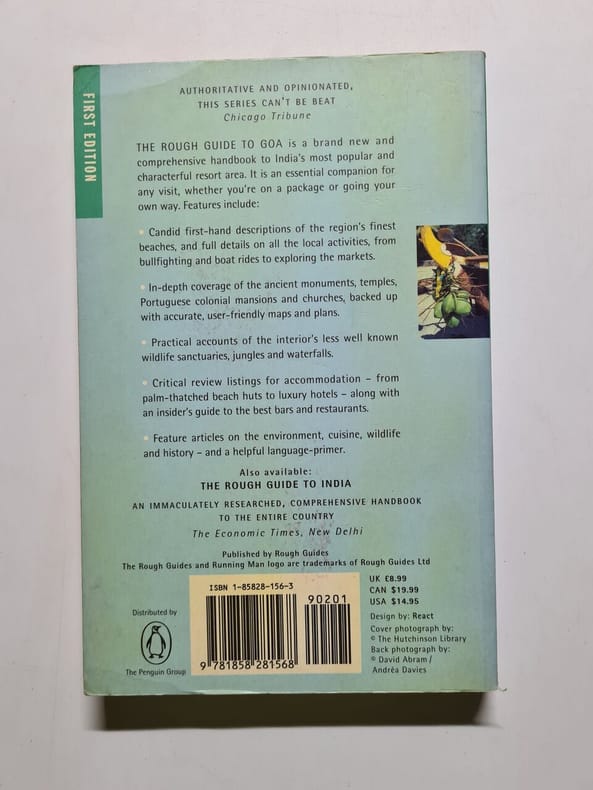 FIRST EDITION
AUTHORITATIVE AND OPINIONATED,
THIS SERIES CAN'T BE BEAT
Chicago Tribune
THE ROUGH GUIDE TO GOA is a brand new and
comprehensive handbook to India's most popular and
characterful resort area. It is an essential companion for
any visit, whether you're on a package or going your
own way. Features include:
• Candid first-hand descriptions of the region's finest
beaches, and full details on all the local activities, from
bullfighting and boat rides to exploring the markets.
• In-depth coverage of the ancient monuments, temples,
Portuguese colonial mansions and churches, backed up
with accurate, user-friendly maps and plans.
• Practical accounts of the interior's less well known
wildlife sanctuaries, jungles and waterfalls.
• Critical review listings for accommodation – from
palm-thatched beach huts to luxury hotels – along with
an insider's guide to the best bars and restaurants.
• Feature articles on the environment, cuisine, wildlife
and history – and a helpful language-primer.
Also available:
THE ROUGH GUIDE TO INDIA
AN IMMACULATELY RESEARCHED, COMPREHENSIVE HANDBOOK
TO THE ENTIRE COUNTRY
The Economic Times, New Delhi
Published by Rough Guides
The Rough Guides and Running Man logo are trademarks of Rough Guides Ltd
Distributed by
The Penguin Group
ISBN 1-85828-156-3
90201
9 781858 281568
UK £8.99
CAN $19.99
USA $14.95
Design by: React
Cover photograph by:
© The Hutchinson Library
Back photograph by:
© David Abram /
Andréa Davies